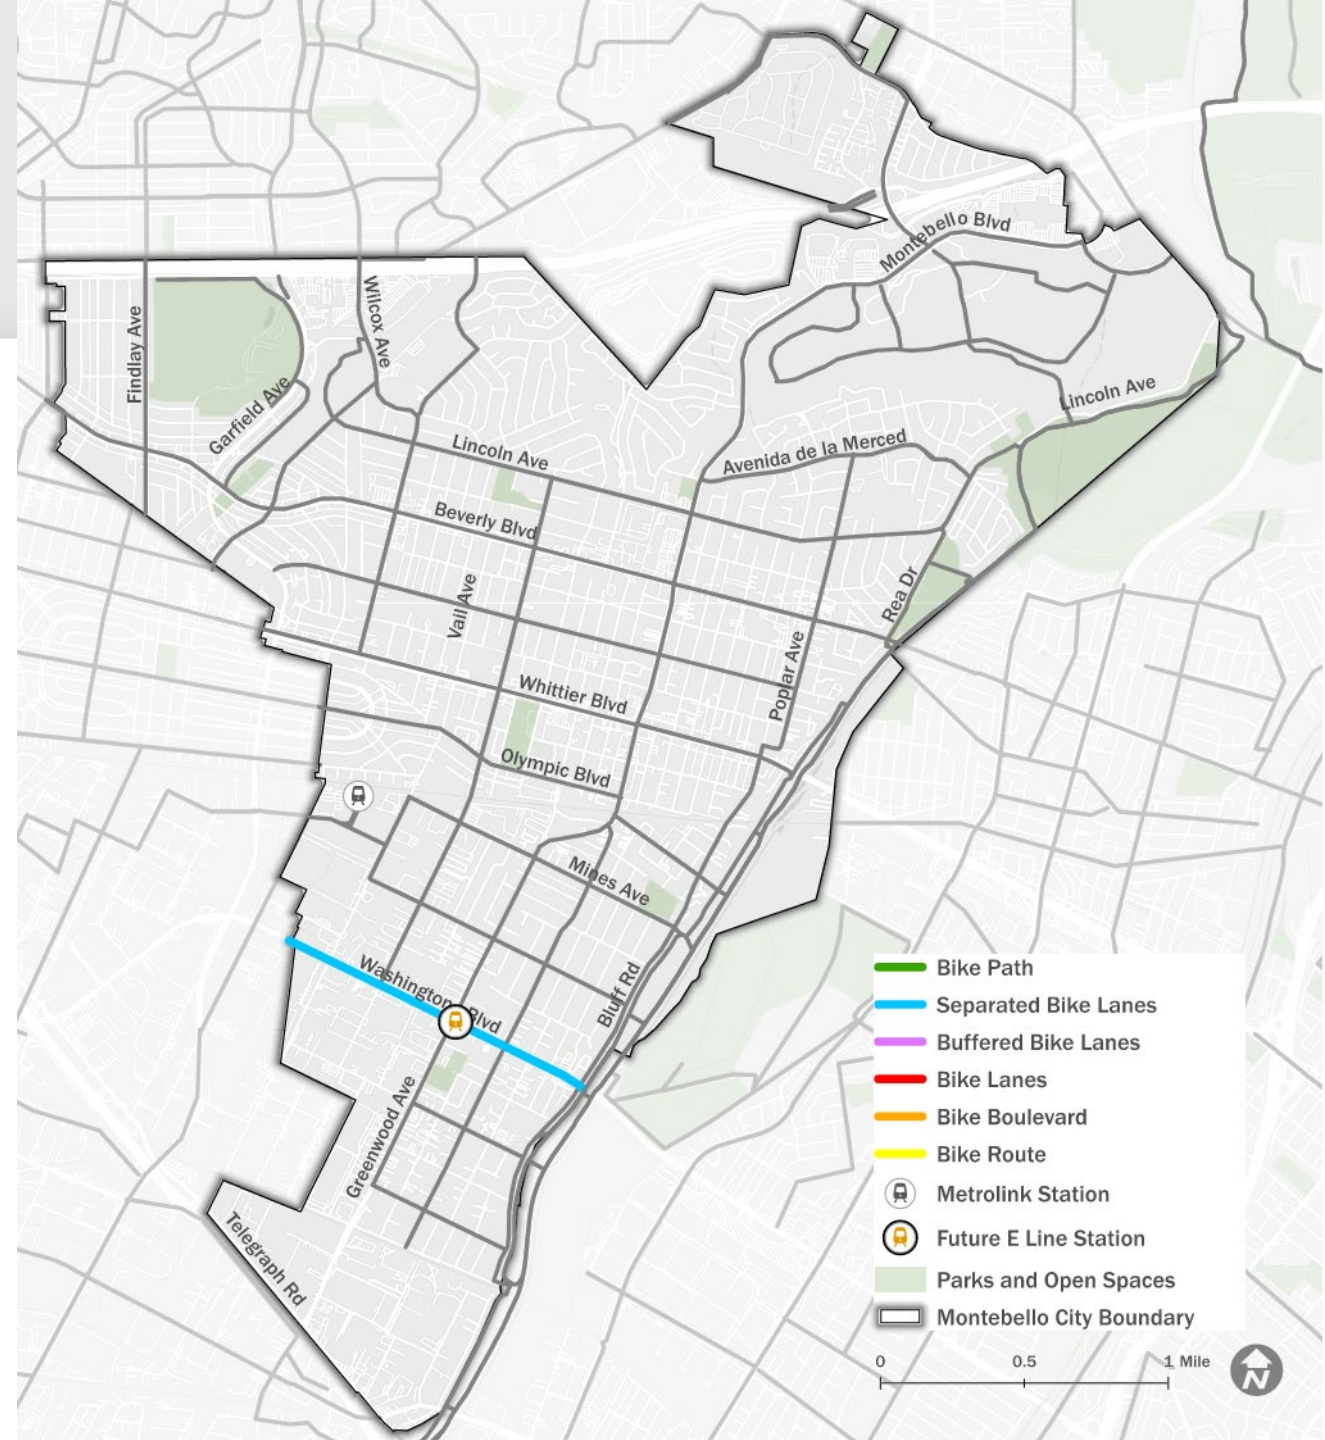 Montebello Blvd
Findlay Ave
Wilcox Ave
Garfield Ave
Lincoln Ave
Lincoln Ave
Avenida de la Merced
Beverly Blvd
Vail Ave
Rea Dr
Poplar Ave
Whittier Blvd
Olympic Blvd
Mines Ave
Washington Blvd
Bluff Rd
Greenwood Ave
Telegraph Rd
Bike Path
Separated Bike Lanes
Buffered Bike Lanes
Bike Lanes
Bike Boulevard
Bike Route
Metrolink Station
Future E Line Station
Parks and Open Spaces
Montebello City Boundary
0 0.5 1 Mile
N